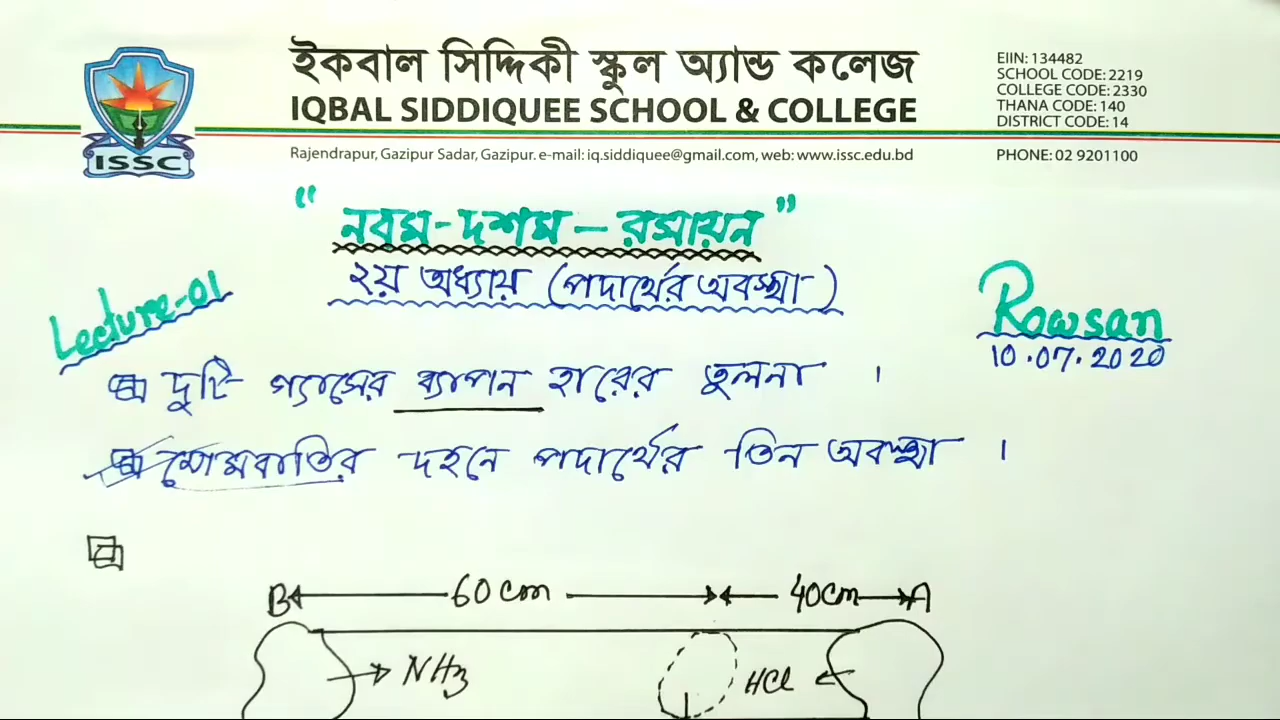 ইকবাল সিদ্দিকী স্কুল অ্যান্ড কলেজ
IQBAL SIDDIQUEE SCHOOL & COLLEGE
Rajendrapur, Gazipur Sadar, Gazipur. e-mail: iq.siddiquee@gmail.com, web: www.issc.edu.bd
EIIN: 134482
SCHOOL CODE: 2219
COLLEGE CODE: 2330
THANA CODE: 140
DISTRICT CODE: 14
PHONE: 02 9201100
ISSC
“নবম-দশম – রসায়ন”
২য় অধ্যায় (পদার্থের অবস্থা)
Lecture-01
Rowsan
10.07.2020
দুটি গ্যাসের ব্যাপন হারের তুলনা ।
মোমবাতির দহনে পদার্থের তিন অবস্থা ।
B 60 cm 40cm A
NH3 HCl